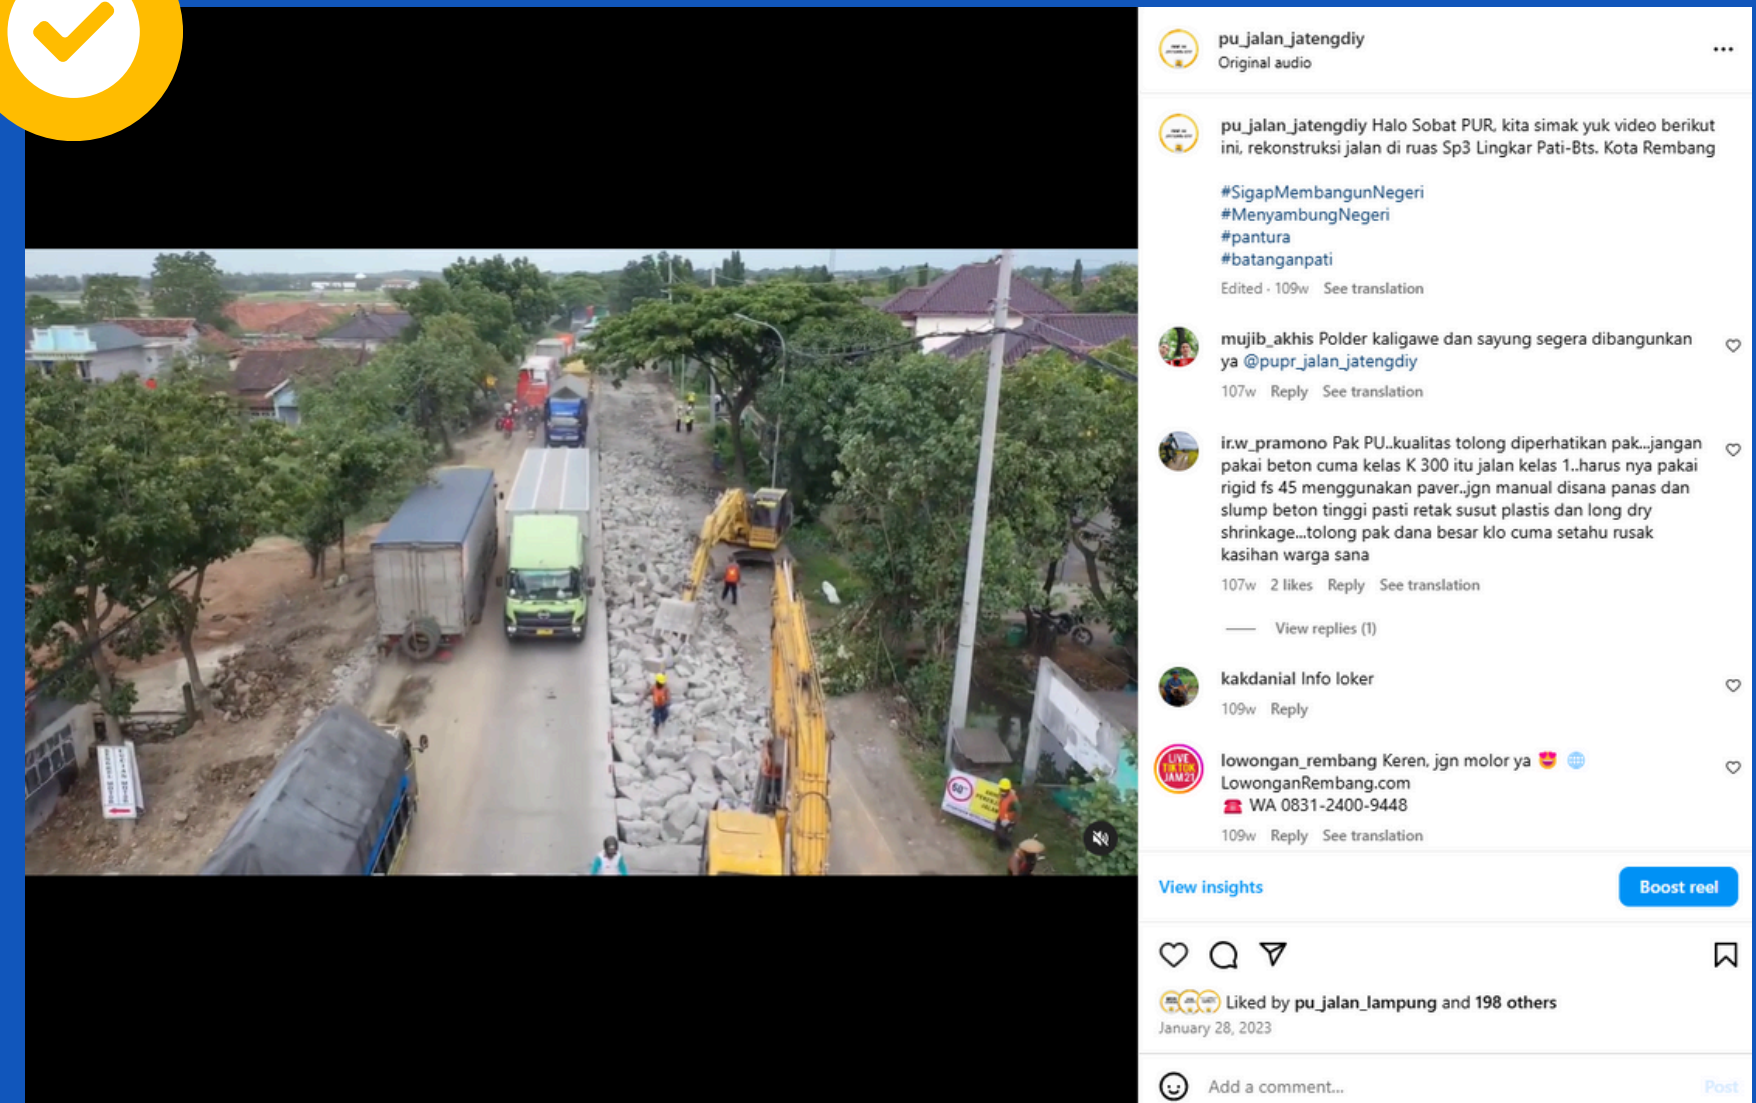 pu_jalan_jatengdiy
Original audio
pu_jalan_jatengdiy Halo Sobat PUR, kita simak yuk video berikut
ini, rekonstruksi jalan di ruas Sp3 Lingkar Pati-Bts. Kota Rembang
#SigapMembangunNegeri
#MenyambungNegeri
#pantura
#batanganpati
Edited · 109w See translation
mujib_akhis Polder kaligawe dan sayung segera dibangunkan
ya @pupr_jalan_jatengdiy
107w Reply See translation
ir.w_pramono Pak PU..kualitas tolong diperhatikan pak...jangan
pakai beton cuma kelas K 300 itu jalan kelas 1..harus nya pakai
rigid fs 45 menggunakan paver..jgn manual disana panas dan
slump beton tinggi pasti retak susut plastis dan long dry
shrinkage...tolong pak dana besar klo cuma setahu rusak
kasihan warga sana
107w 2 likes Reply See translation
View replies (1)
kakdanial Info loker
109w Reply
LIVE
TIKTOK
JAM21
lowongan_rembang Keren, jgn molor ya 😍 🌐
LowonganRembang.com
☎️ WA 0831-2400-9448
109w Reply See translation
View insights
Boost reel
Liked by pu_jalan_lampung and 198 others
January 28, 2023
Add a comment...
Post